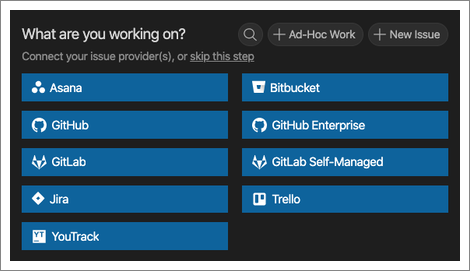 What are you working on?
Ad-Hoc Work
New Issue
Connect your issue provider(s), or skip this step
Asana
Bitbucket
GitHub
GitHub Enterprise
GitLab
GitLab Self-Managed
Jira
Trello
YT
YouTrack